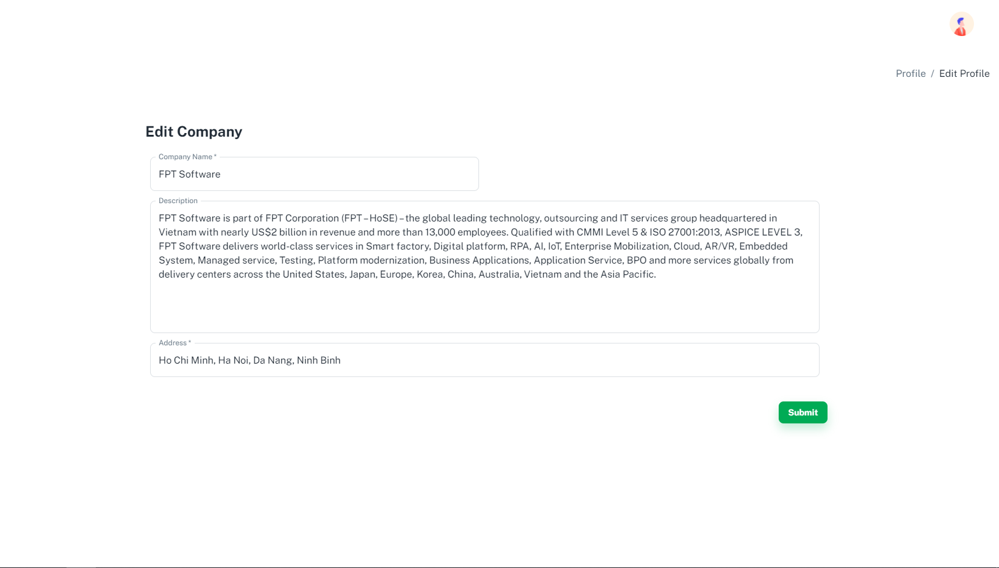 Profile / Edit Profile
Edit Company
Company Name *
FPT Software
Description
FPT Software is part of FPT Corporation (FPT – HoSE) – the global leading technology, outsourcing and IT services group headquartered in
Vietnam with nearly US$2 billion in revenue and more than 13,000 employees. Qualified with CMMI Level 5 & ISO 27001:2013, ASPICE LEVEL 3,
FPT Software delivers world-class services in Smart factory, Digital platform, RPA, AI, IoT, Enterprise Mobilization, Cloud, AR/VR, Embedded
System, Managed service, Testing, Platform modernization, Business Applications, Application Service, BPO and more services globally from
delivery centers across the United States, Japan, Europe, Korea, China, Australia, Vietnam and the Asia Pacific.
Address *
Ho Chi Minh, Ha Noi, Da Nang, Ninh Binh
Submit